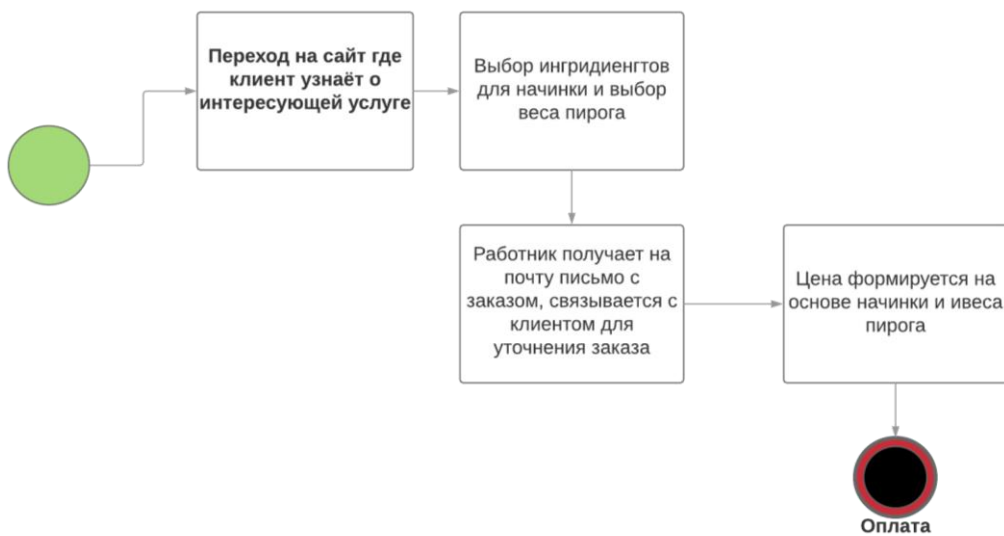 Переход на сайт где
клиент узнаёт о
интересующей услуге
Выбор ингридиенгтов
для начинки и выбор
веса пирога
Работник получает на
почту письмо с
заказом, связывается с
клиентом для
уточнения заказа
Цена формируется на
основе начинки и ивеса
пирога
Оплата